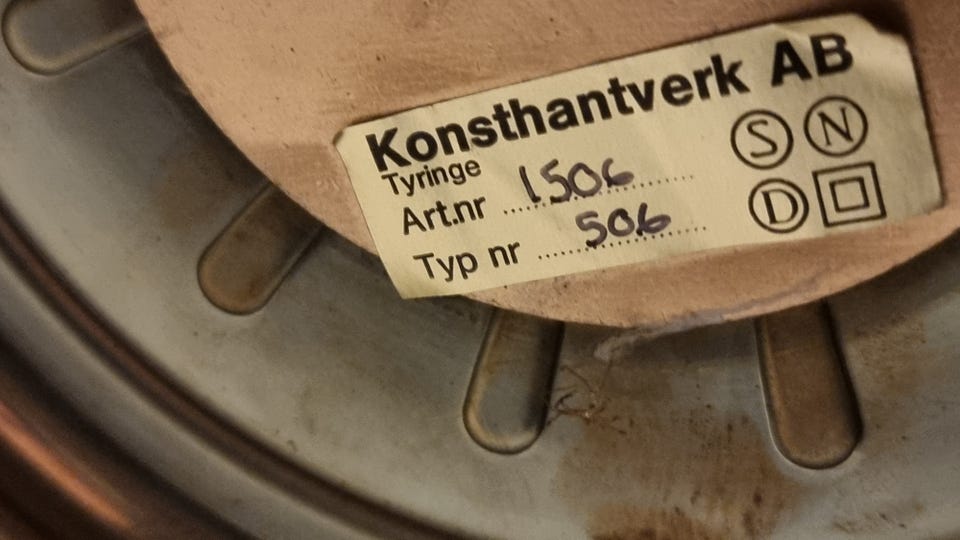 Konsthantverk AB
Tyringe
S N
Art.nr 1506
D
Typ nr 506